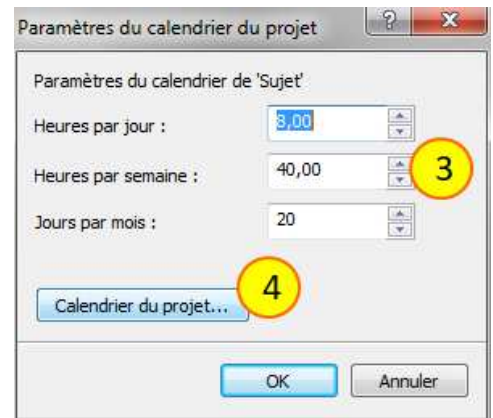 Paramètres du calendrier du projet
Paramètres du calendrier de 'Sujet'
Heures par jour : 8,00
Heures par semaine : 40,00 3
Jours par mois : 20
4
Calendrier du projet...
OK Annuler